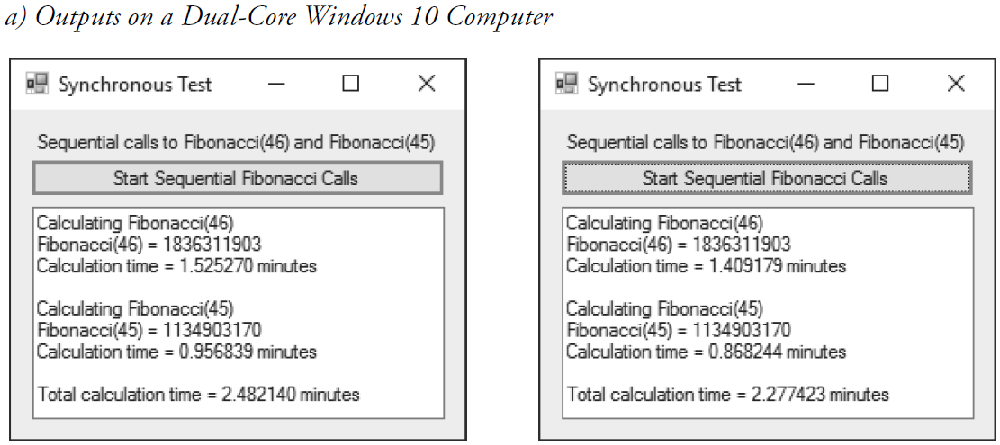 a) Outputs on a Dual-Core Windows 10 Computer
Synchronous Test
Sequential calls to Fibonacci(46) and Fibonacci(45)
Start Sequential Fibonacci Calls
Calculating Fibonacci(46)
Fibonacci(46) = 1836311903
Calculation time = 1.525270 minutes
Calculating Fibonacci(45)
Fibonacci(45) = 1134903170
Calculation time = 0.956839 minutes
Total calculation time = 2.482140 minutes
Synchronous Test
Sequential calls to Fibonacci(46) and Fibonacci(45)
Start Sequential Fibonacci Calls
Calculating Fibonacci(46)
Fibonacci(46) = 1836311903
Calculation time = 1.409179 minutes
Calculating Fibonacci(45)
Fibonacci(45) = 1134903170
Calculation time = 0.868244 minutes
Total calculation time = 2.277423 minutes